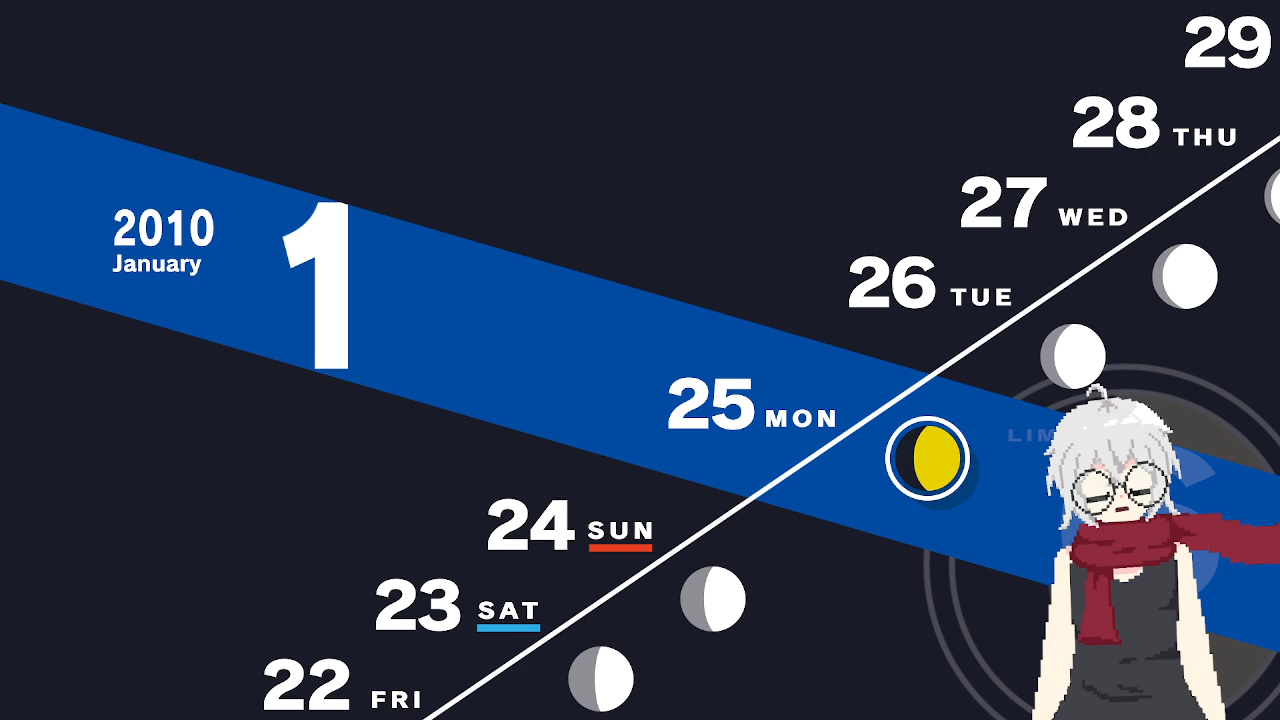 29
28 THU
27 WED
2010
January
1
26 TUE
25 MON
24 SUN
23 SAT
22 FRI